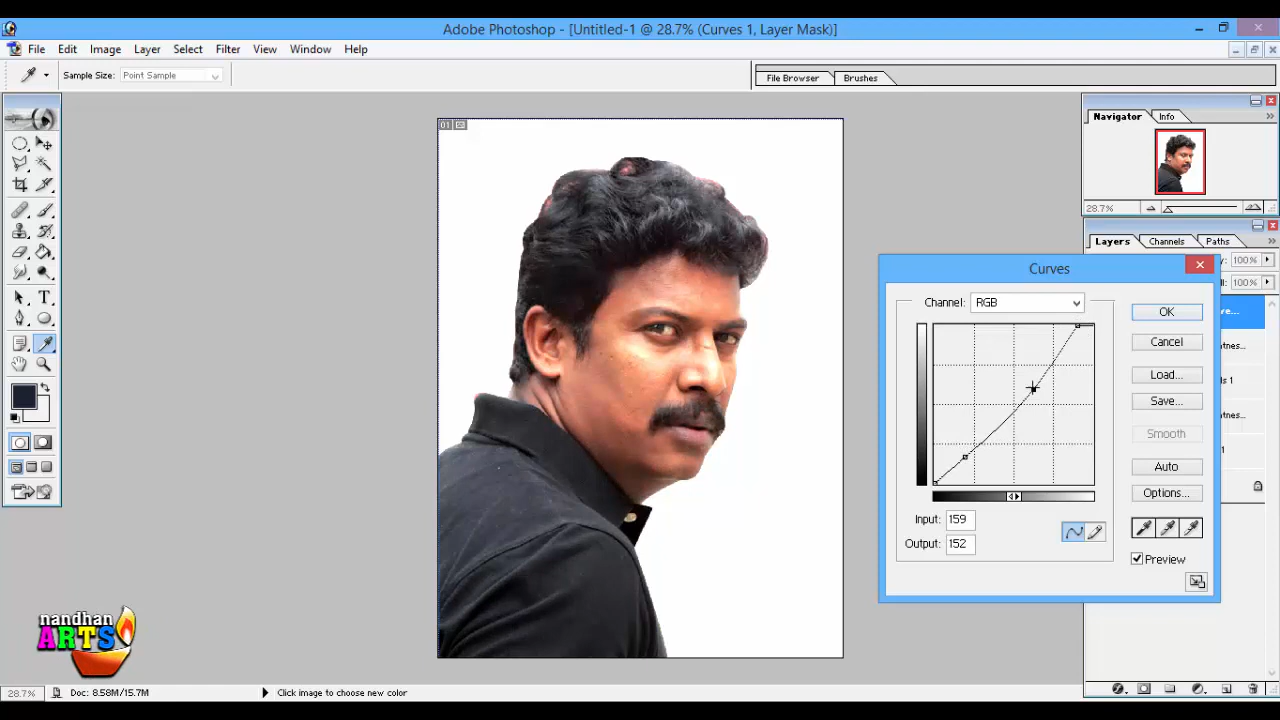 Adobe Photoshop - [Untitled-1 @ 28.7% (Curves 1, Layer Mask)]
File Edit Image Layer Select Filter View Window Help
Sample Size: Point Sample
File Browser Brushes
Navigator Info
28.7%
Layers Channels Paths
100%
100%
Curves
Channel: RGB
OK
Cancel
Load...
Save...
Smooth
Auto
Options...
Input: 159
Output: 152
Preview
01
nandhan
ARTS
28.7% Doc: 8.58M/15.7M Click image to choose new color